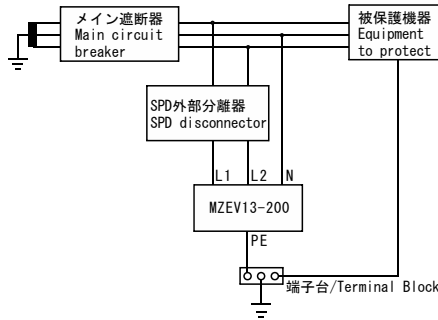 メイン遮断器
Main circuit
breaker
被保護機器
Equipment
to protect
SPD外部分離器
SPD disconnector
L1
L2
N
MZEV13-200
PE
端子台/Terminal Block